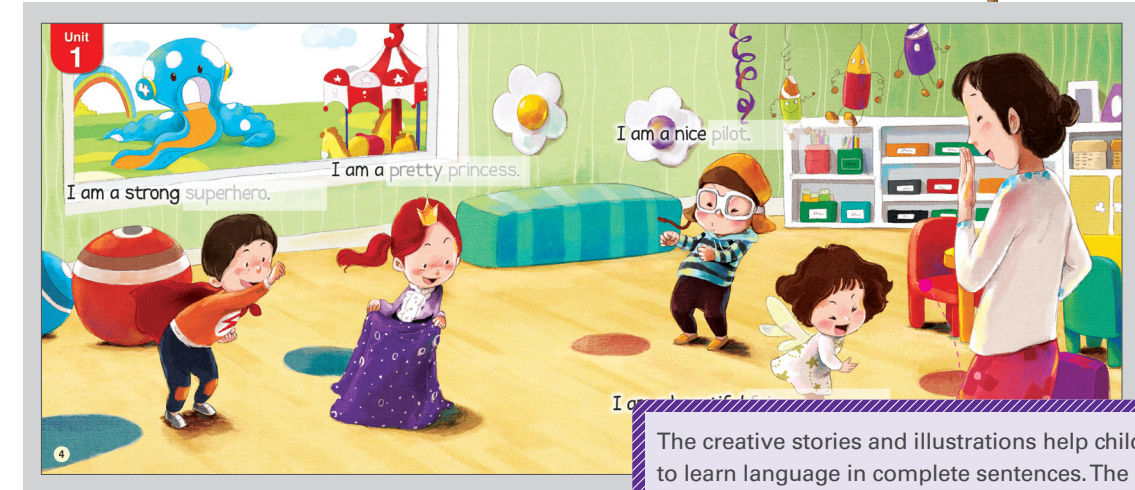 Unit
1
I am a nice pilot.
I am a pretty princess.
I am a strong superhero.
I
4
The creative stories and illustrations help
to learn language in complete sentences. The